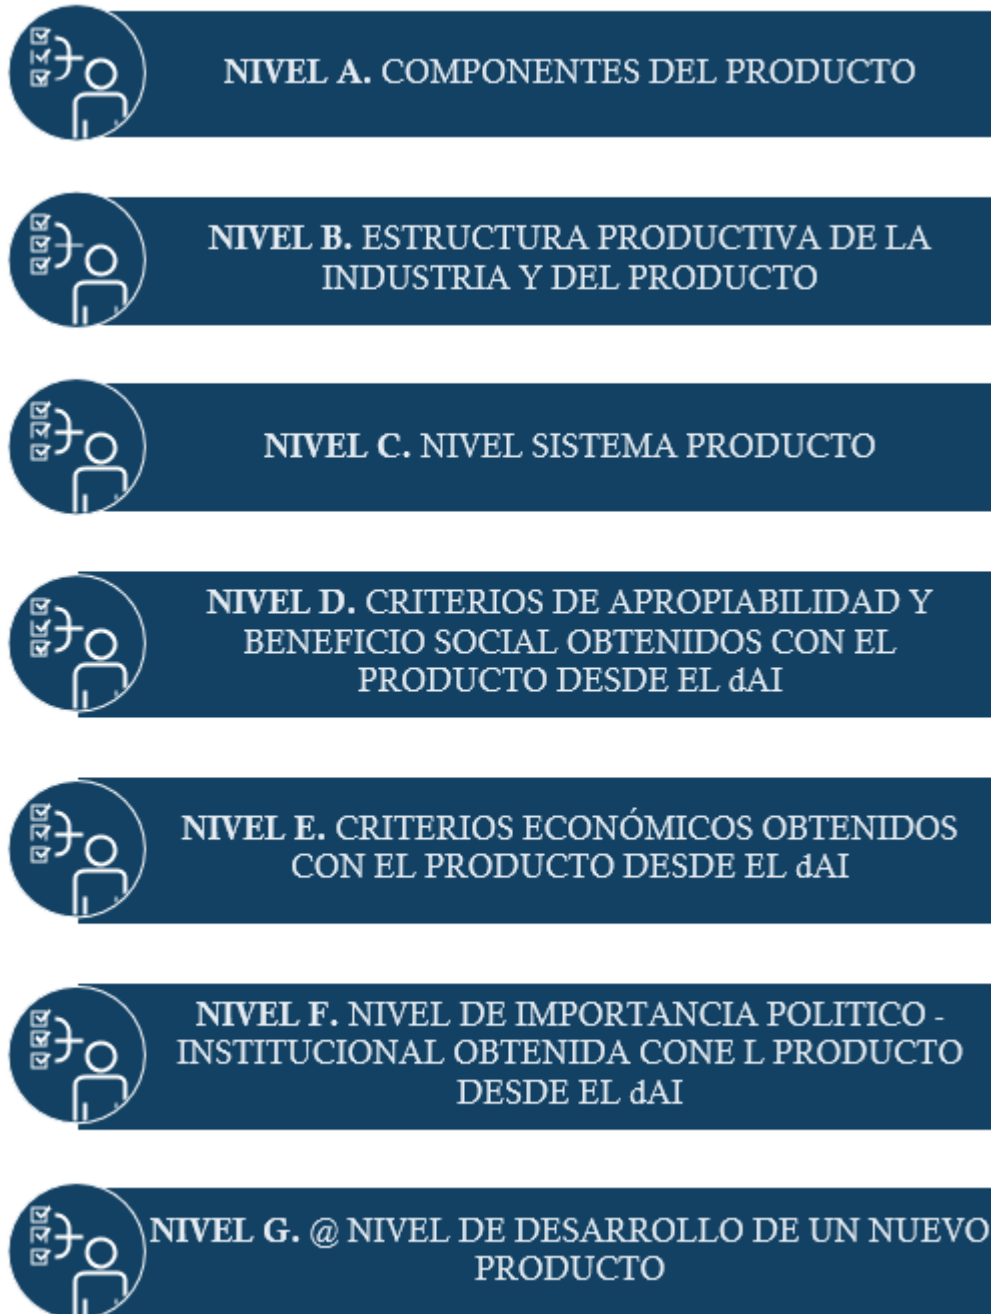 NIVEL A. COMPONENTES DEL PRODUCTO
NIVEL B. ESTRUCTURA PRODUCTIVA DE LA
INDUSTRIA Y DEL PRODUCTO
NIVEL C. NIVEL SISTEMA PRODUCTO
NIVEL D. CRITERIOS DE APROPIABILIDAD Y
BENEFICIO SOCIAL OBTENIDOS CON EL
PRODUCTO DESDE EL dAI
NIVEL E. CRITERIOS ECONÓMICOS OBTENIDOS
CON EL PRODUCTO DESDE EL dAI
NIVEL F. NIVEL DE IMPORTANCIA POLITICO -
INSTITUCIONAL OBTENIDA CONE L PRODUCTO
DESDE EL dAI
NIVEL G. @ NIVEL DE DESARROLLO DE UN NUEVO
PRODUCTO